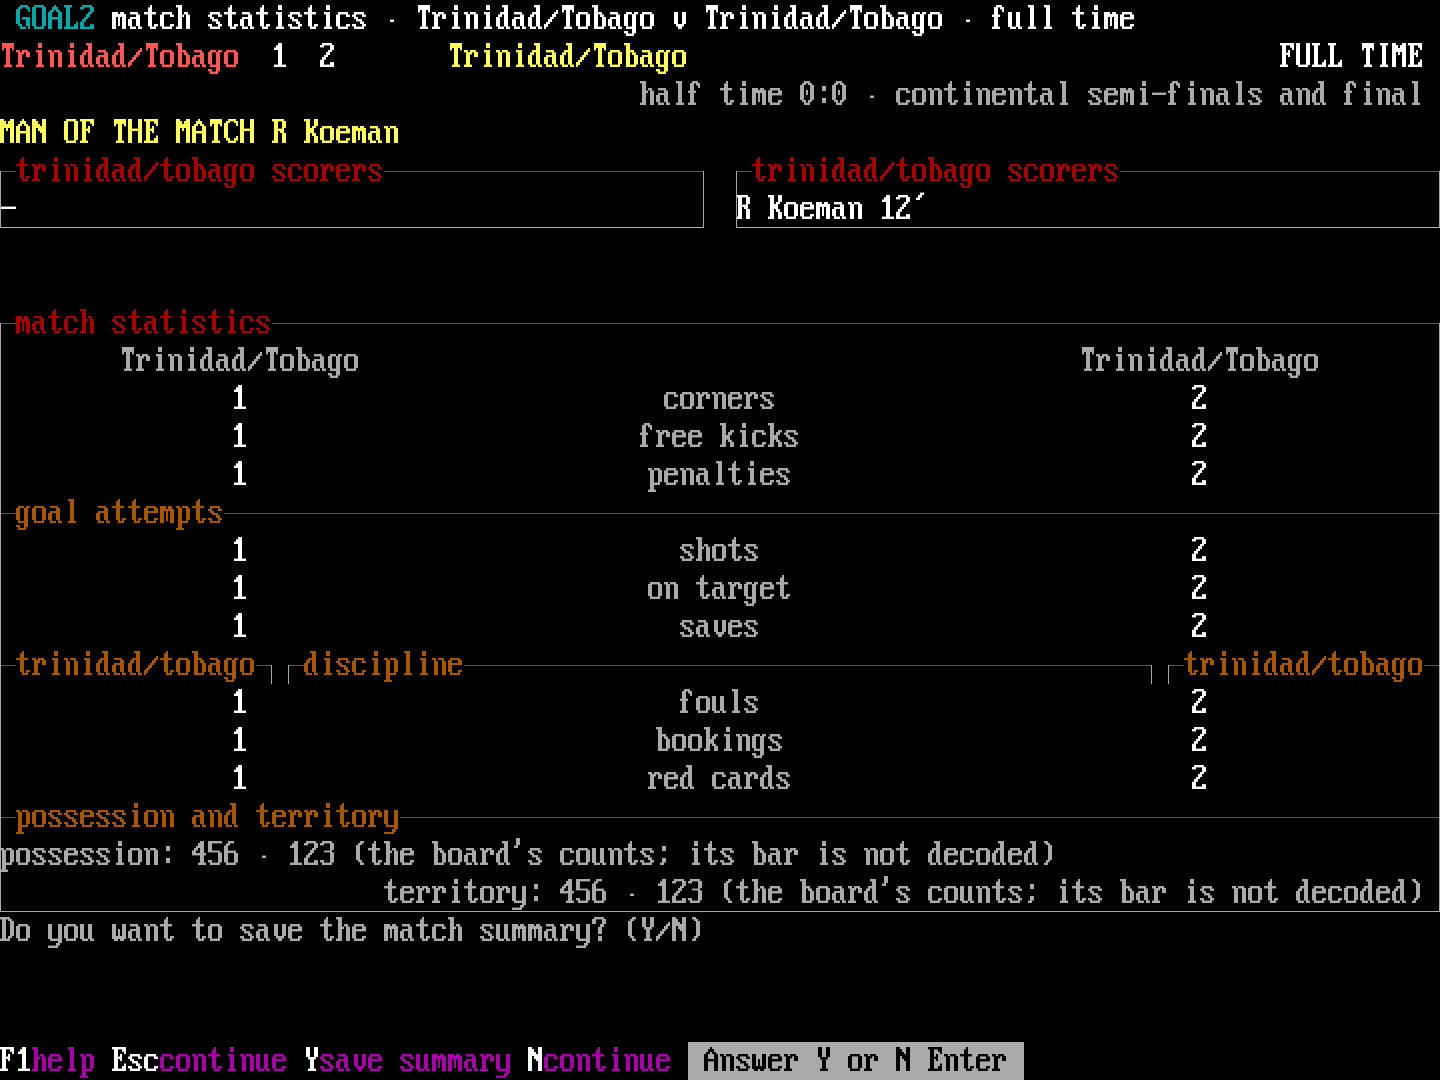 GOAL2 match statistics · Trinidad/Tobago v Trinidad/Tobago · full time
Trinidad/Tobago 1 2 Trinidad/Tobago FULL TIME
half time 0:0 · continental semi-finals and final
MAN OF THE MATCH R Koeman
trinidad/tobago scorers trinidad/tobago scorers
— R Koeman 12′
match statistics
Trinidad/Tobago Trinidad/Tobago
1 corners 2
1 free kicks 2
1 penalties 2
goal attempts
1 shots 2
1 on target 2
1 saves 2
trinidad/tobago discipline trinidad/tobago
1 fouls 2
1 bookings 2
1 red cards 2
possession and territory
possession: 456 · 123 (the board's counts; its bar is not decoded)
territory: 456 · 123 (the board's counts; its bar is not decoded)
Do you want to save the match summary? (Y/N)
F1help Esccontinue Ysave summary Ncontinue Answer Y or N Enter